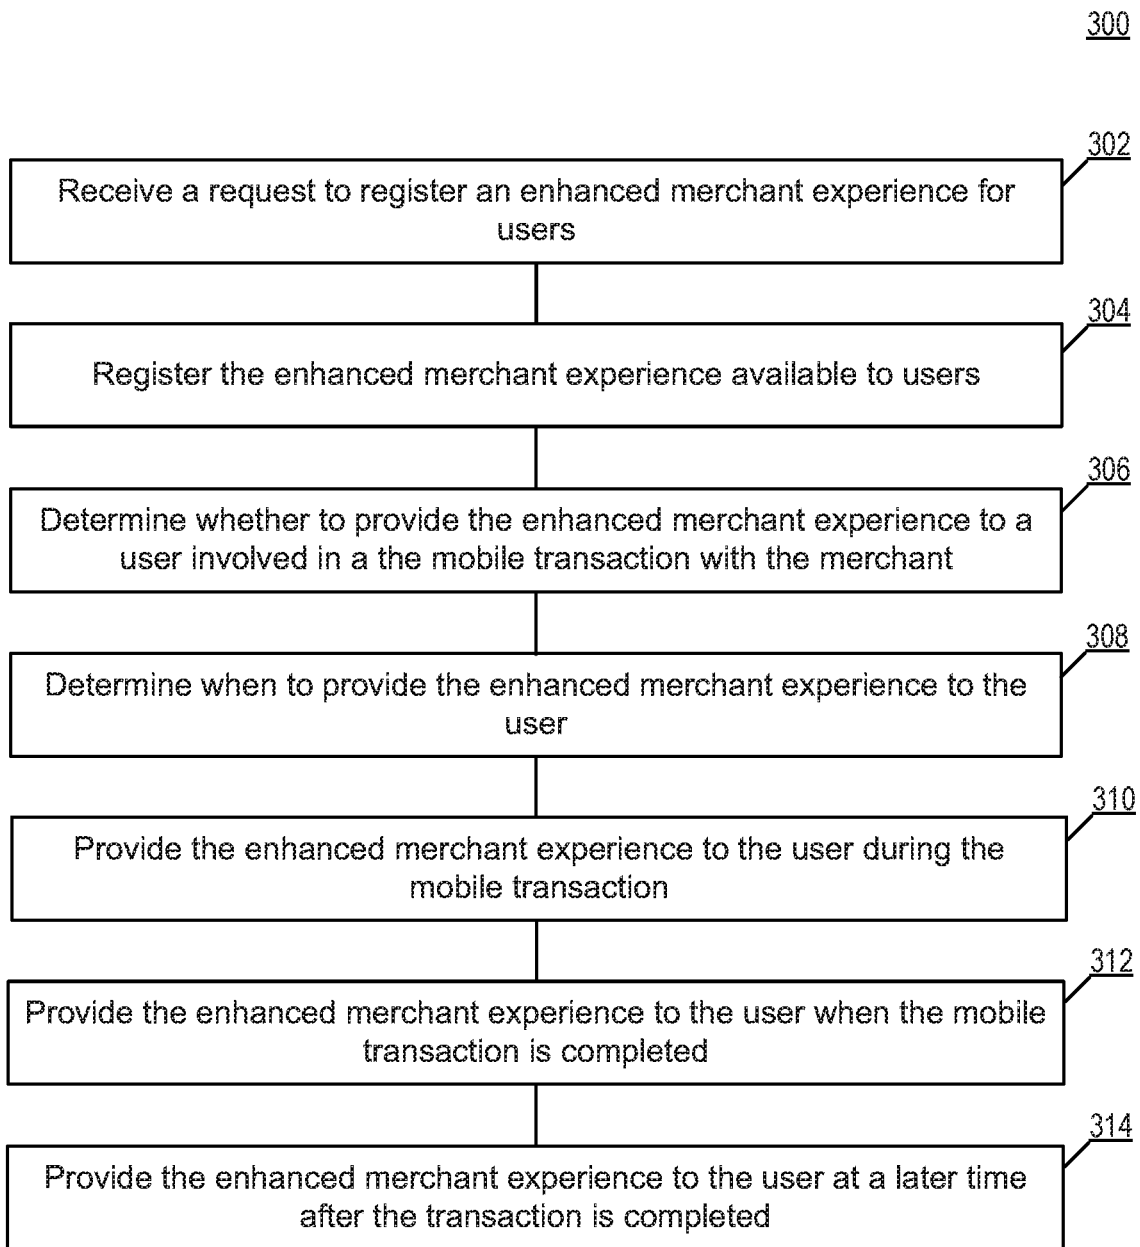 300
302
Receive a request to register an enhanced merchant experience for
users
304
Register the enhanced merchant experience available to users
306
Determine whether to provide the enhanced merchant experience to a
user involved in a the mobile transaction with the merchant
308
Determine when to provide the enhanced merchant experience to the
user
310
Provide the enhanced merchant experience to the user during the
mobile transaction
312
Provide the enhanced merchant experience to the user when the mobile
transaction is completed
314
Provide the enhanced merchant experience to the user at a later time
after the transaction is completed